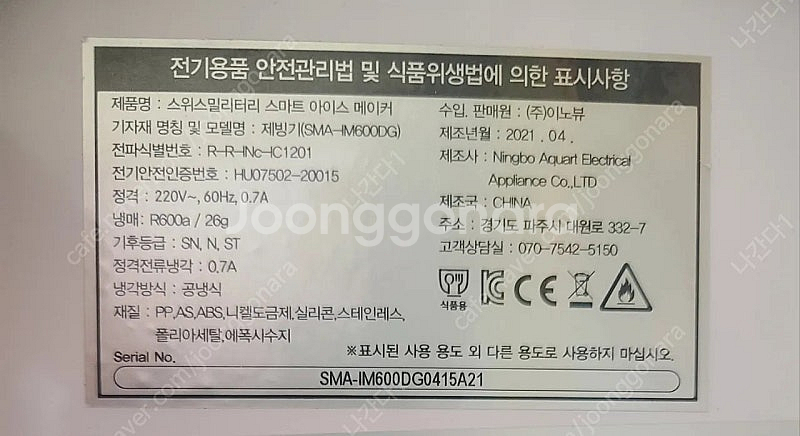 전기용품 안전관리법 및 식품위생법에 의한 표시사항
제품명 : 스위스밀리터리 스마트 아이스 메이커
기자재 명칭 및 모델명 : 제빙기(SMA-IM600DG)
전파식별번호 : R-R-INc-IC1201
전기안전인증번호 : HU07502-20015
정격 : 220V~, 60Hz, 0.7A
냉매 : R600a / 26g
기후등급 : SN, N, ST
정격전류냉각 : 0.7A
냉각방식 : 공냉식
재질 : PP,AS,ABS,니켈도금제,실리콘,스테인레스,
폴리아세탈,에폭시수지
수입, 판매원 : (주)이노뷰
제조년월 : 2021 . 04 .
제조사 : Ningbo Aquart Electrical
Appliance Co.,LTD
제조국 : CHINA
주소 : 경기도 파주시 대원로 332-7
고객상담실 : 070-7542-5150
식품용
※표시된 사용 용도 외 다른 용도로 사용하지 마십시오.
Serial No.
SMA-IM600DG0415A21
Joonggonara
나간다1
cafe.naver.com/joonggonara